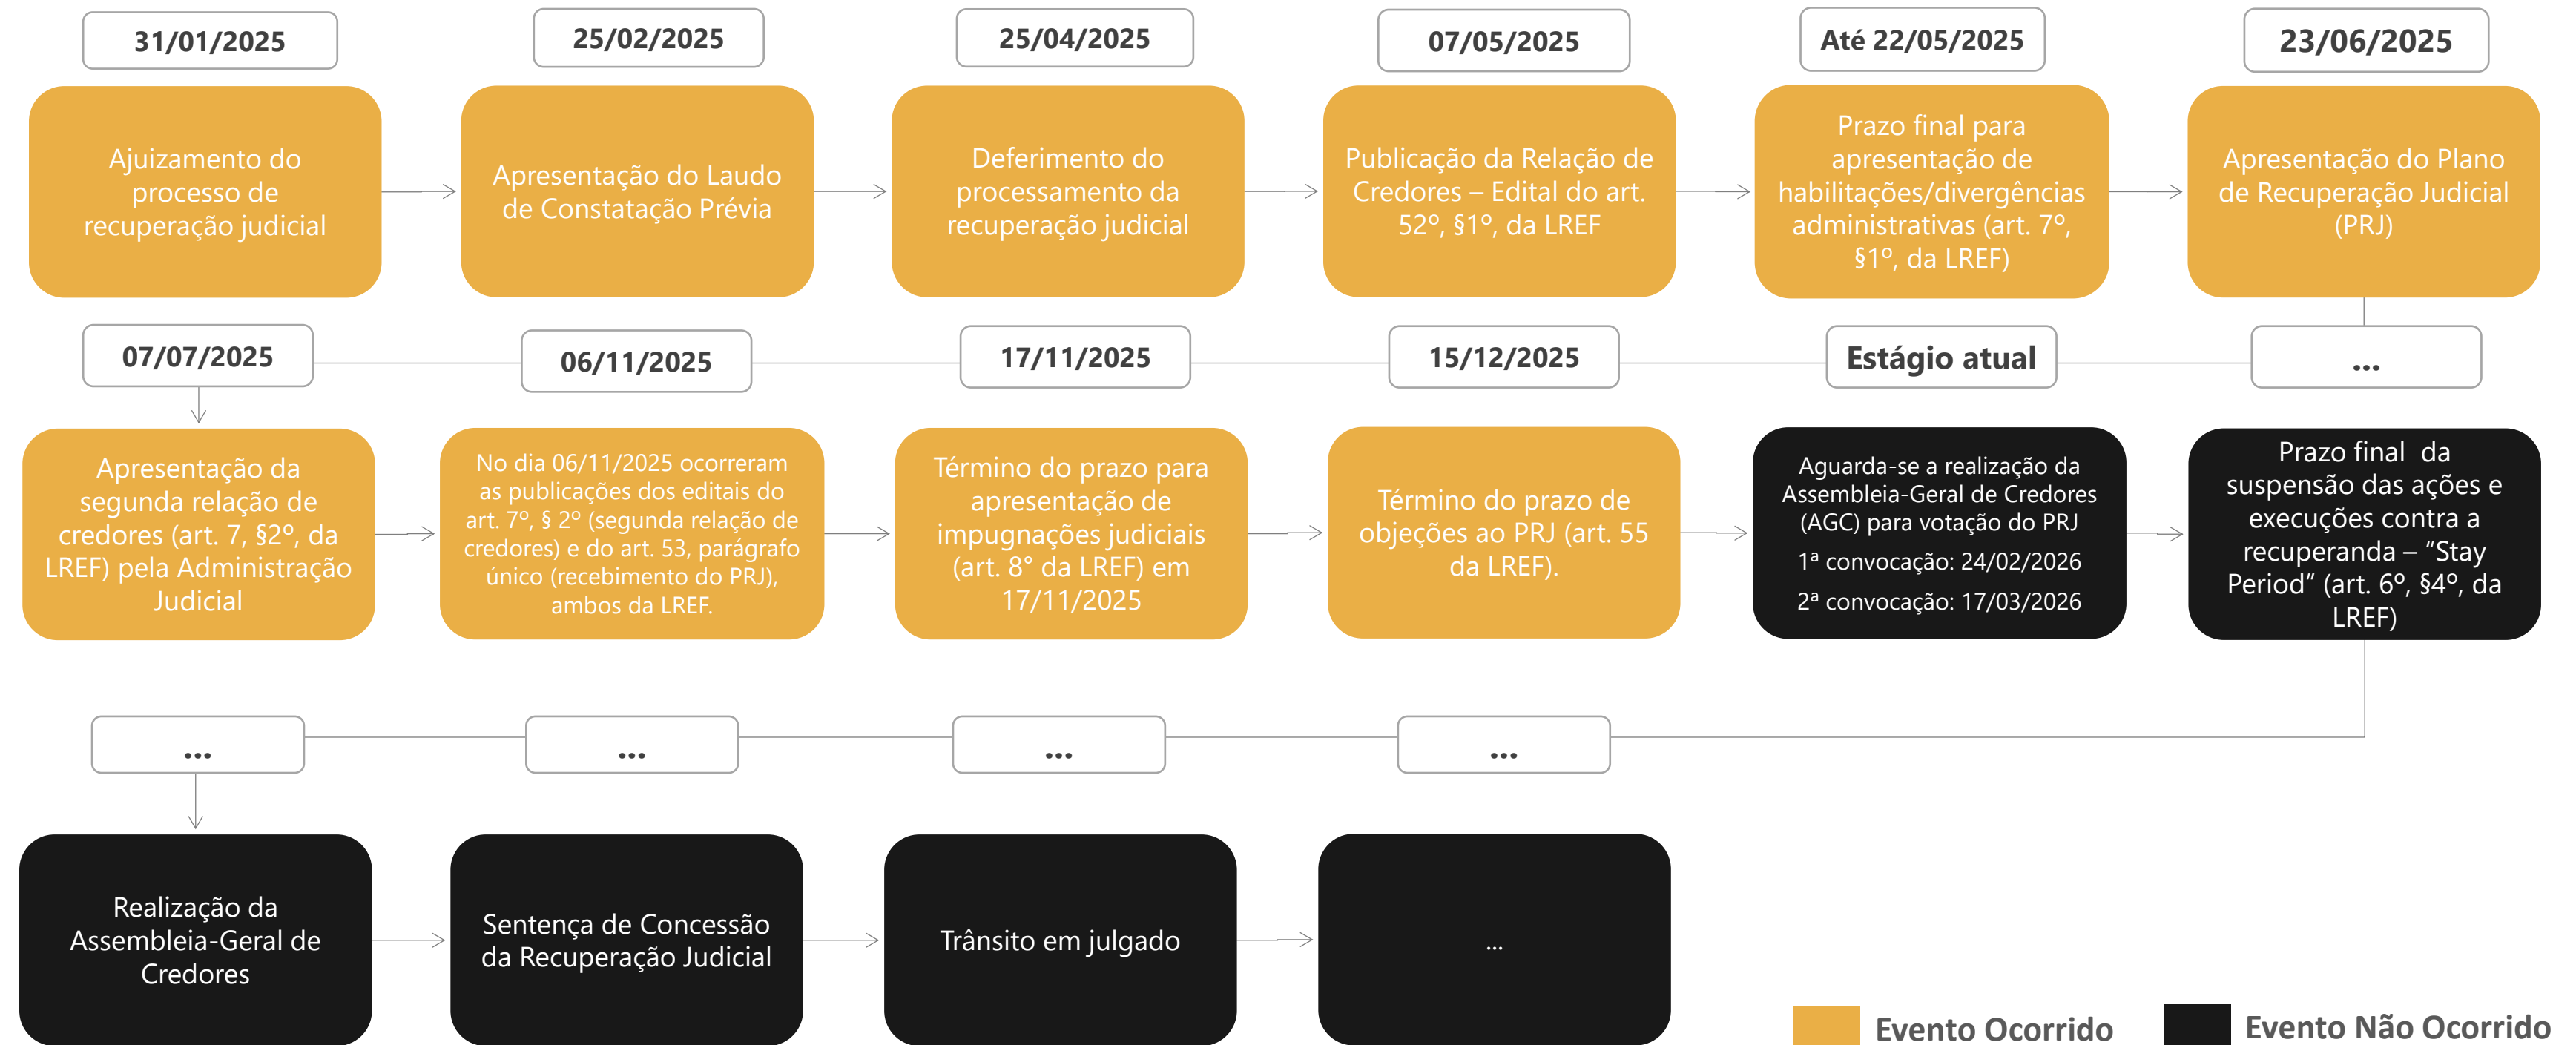 31/01/2025
Ajuizamento do
processo de
recuperação judicial
25/02/2025
Apresentação do Laudo
de Constatação Prévia
25/04/2025
Deferimento do
processamento da
recuperação judicial
07/05/2025
Publicação da Relação de
Credores – Edital do art.
52º, §1º, da LREF
Até 22/05/2025
Prazo final para
apresentação de
habilitações/divergências
administrativas (art. 7º,
§1º, da LREF)
23/06/2025
Apresentação do Plano
de Recuperação Judicial
(PRJ)
07/07/2025
Apresentação da
segunda relação de
credores (art. 7, §2º, da
LREF) pela Administração
Judicial
06/11/2025
No dia 06/11/2025 ocorreram
as publicações dos editais do
art. 7º, § 2º (segunda relação de
credores) e do art. 53, parágrafo
único (recebimento do PRJ),
ambos da LREF.
17/11/2025
Término do prazo para
apresentação de
impugnações judiciais
(art. 8° da LREF) em
17/11/2025
15/12/2025
Término do prazo de
objeções ao PRJ (art. 55
da LREF).
Estágio atual
Aguarda-se a realização da
Assembleia-Geral de Credores
(AGC) para votação do PRJ
1ª convocação: 24/02/2026
2ª convocação: 17/03/2026
...
Prazo final da
suspensão das ações e
execuções contra a
recuperanda – “Stay
Period” (art. 6º, §4º, da
LREF)
...
Realização da
Assembleia-Geral de
Credores
...
Sentença de Concessão
da Recuperação Judicial
...
Trânsito em julgado
...
...
Evento Ocorrido
Evento Não Ocorrido